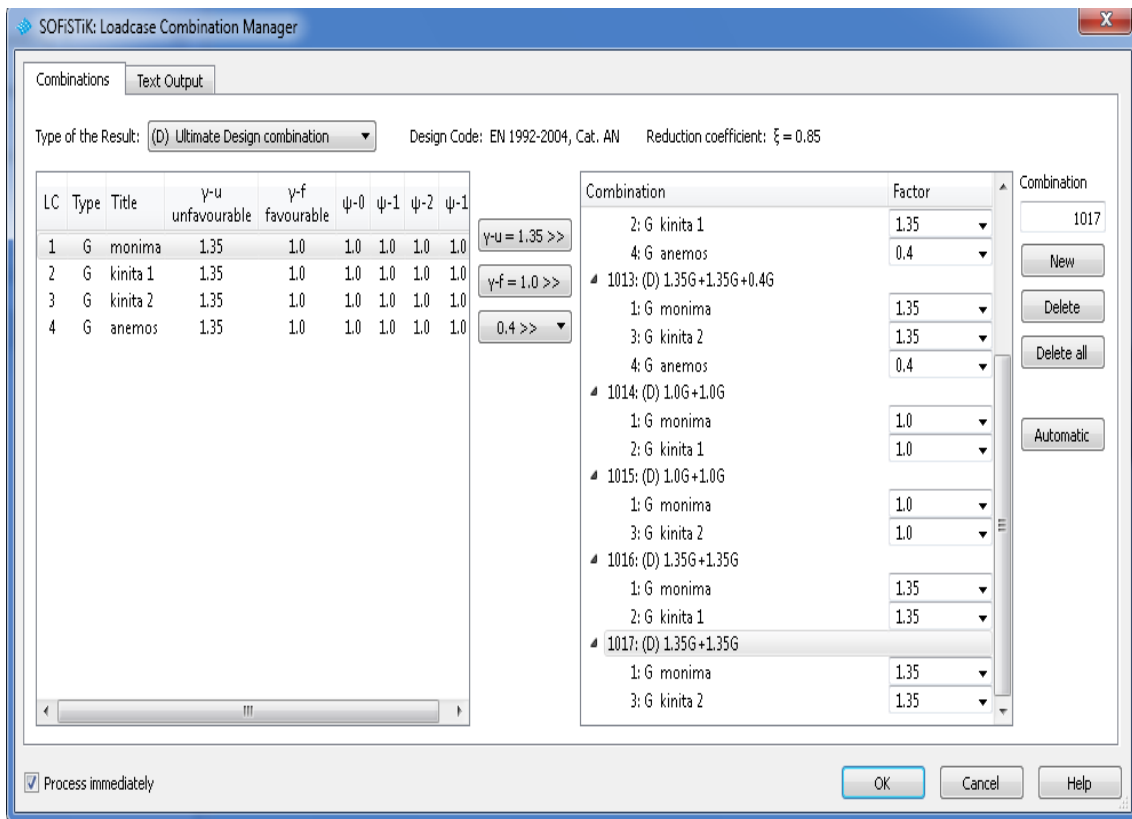 SOFiSTiK: Loadcase Combination Manager
X
Combinations Text Output
Type of the Result: (D) Ultimate Design combination Design Code: EN 1992-2004, Cat. AN Reduction coefficient: ξ = 0.85
LC Type Title γ-u unfavourable γ-f favourable ψ-0 ψ-1 ψ-2 ψ-1
1 G monima 1.35 1.0 1.0 1.0 1.0 1.0
2 G kinita 1 1.35 1.0 1.0 1.0 1.0 1.0
3 G kinita 2 1.35 1.0 1.0 1.0 1.0 1.0
4 G anemos 1.35 1.0 1.0 1.0 1.0 1.0
γ-u = 1.35 >>
γ-f = 1.0 >>
0.4 >>
Combination Factor
2: G kinita 1 1.35
4: G anemos 0.4
1013: (D) 1.35G+1.35G+0.4G
1: G monima 1.35
3: G kinita 2 1.35
4: G anemos 0.4
1014: (D) 1.0G+1.0G
1: G monima 1.0
2: G kinita 1 1.0
1015: (D) 1.0G+1.0G
1: G monima 1.0
3: G kinita 2 1.0
1016: (D) 1.35G+1.35G
1: G monima 1.35
2: G kinita 1 1.35
1017: (D) 1.35G+1.35G
1: G monima 1.35
3: G kinita 2 1.35
Combination
1017
New
Delete
Delete all
Automatic
Process immediately
OK Cancel Help